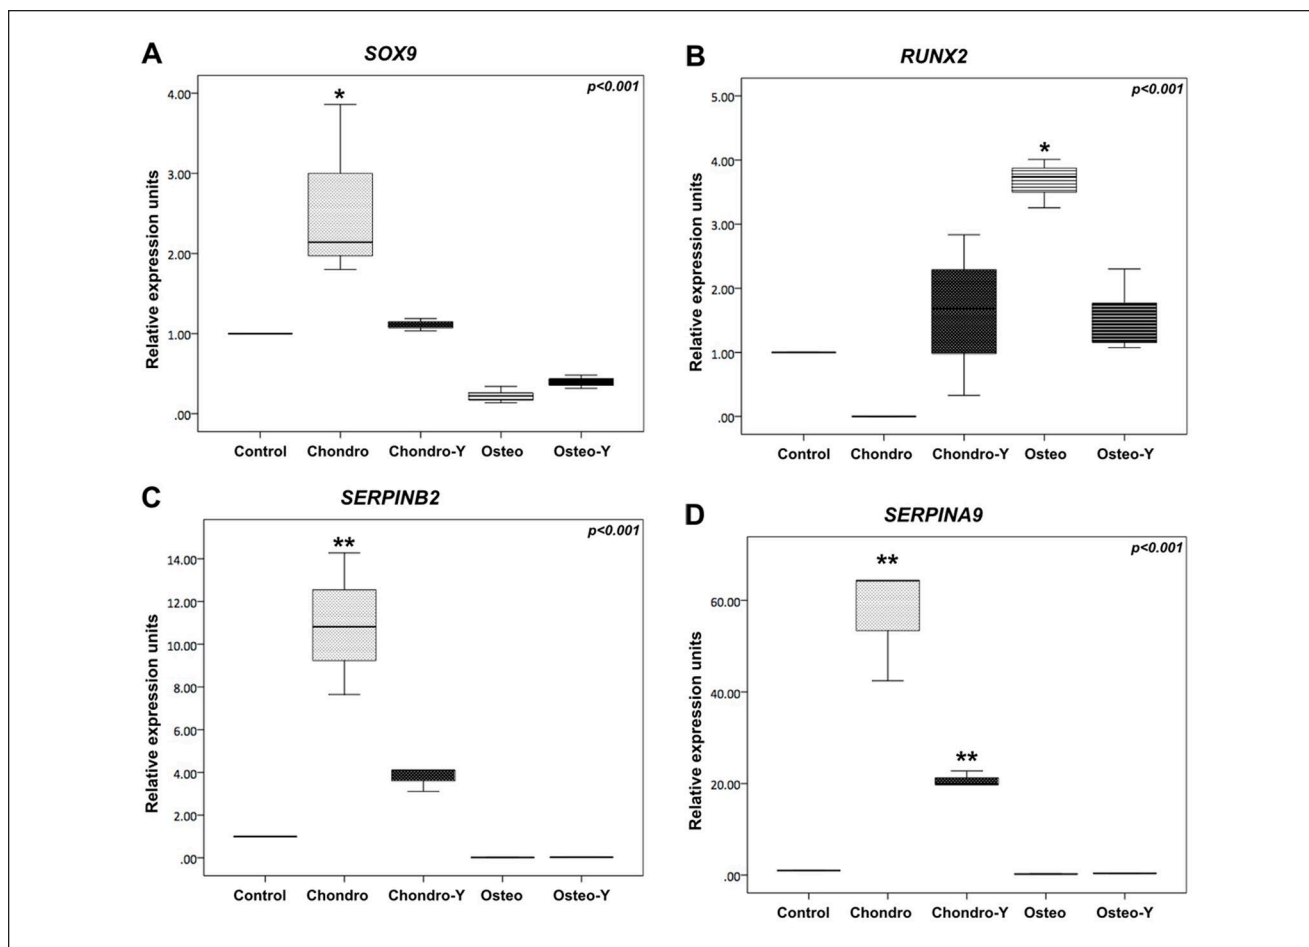 A
SOX9
p<0.001
*
Relative expression units
4.00
3.00
2.00
1.00
.00
Control Chondro Chondro-Y Osteo Osteo-Y
B
RUNX2
p<0.001
*
Relative expression units
5.00
4.00
3.00
2.00
1.00
.00
Control Chondro Chondro-Y Osteo Osteo-Y
C
SERPINB2
p<0.001
**
Relative expression units
14.00
12.00
10.00
8.00
6.00
4.00
2.00
.00
Control Chondro Chondro-Y Osteo Osteo-Y
D
SERPINA9
p<0.001
**
**
Relative expression units
60.00
40.00
20.00
.00
Control Chondro Chondro-Y Osteo Osteo-Y